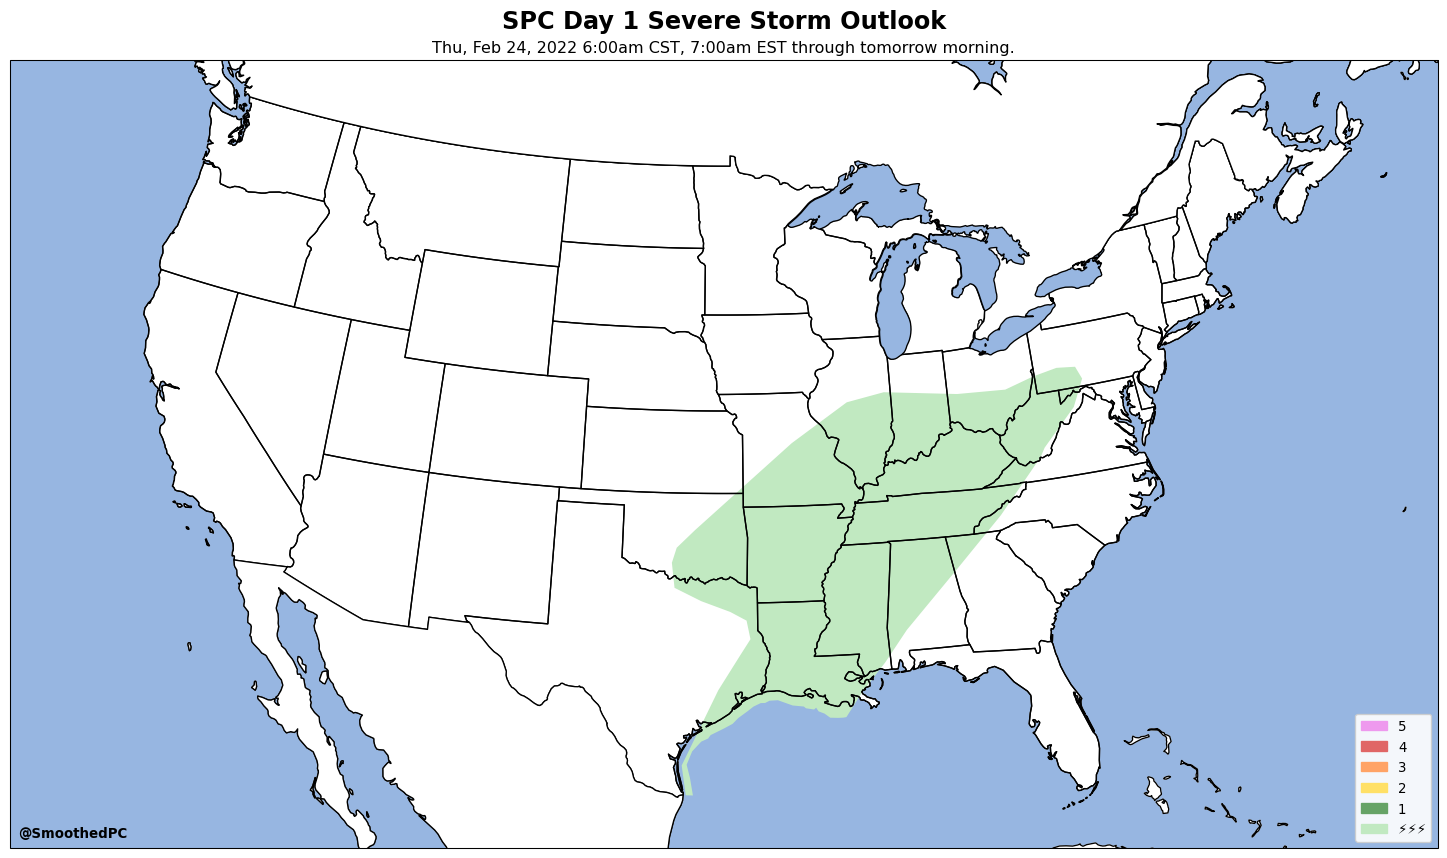 SPC Day 1 Severe Storm Outlook
Thu, Feb 24, 2022 6:00am CST, 7:00am EST through tomorrow morning.
5
4
3
2
1
⚡⚡⚡
@SmoothedPC